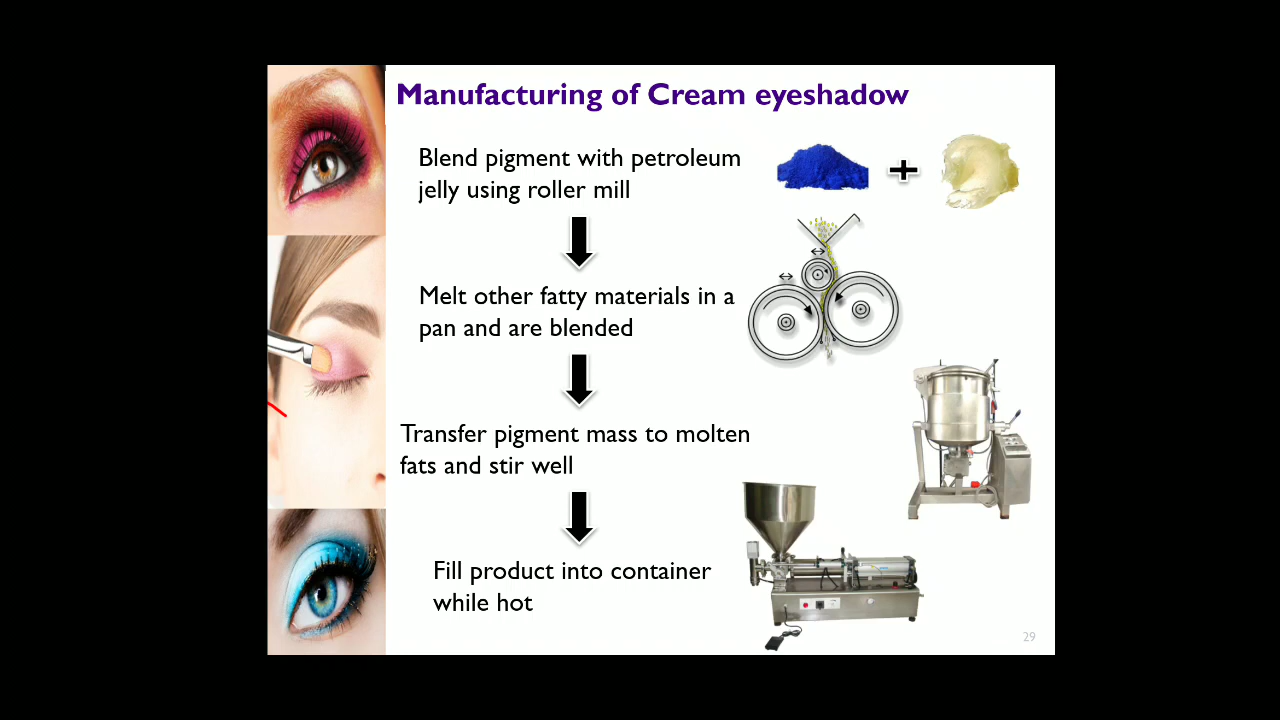 Manufacturing of Cream eyeshadow
Blend pigment with petroleum
jelly using roller mill
Melt other fatty materials in a
pan and are blended
Transfer pigment mass to molten
fats and stir well
Fill product into container
while hot
29